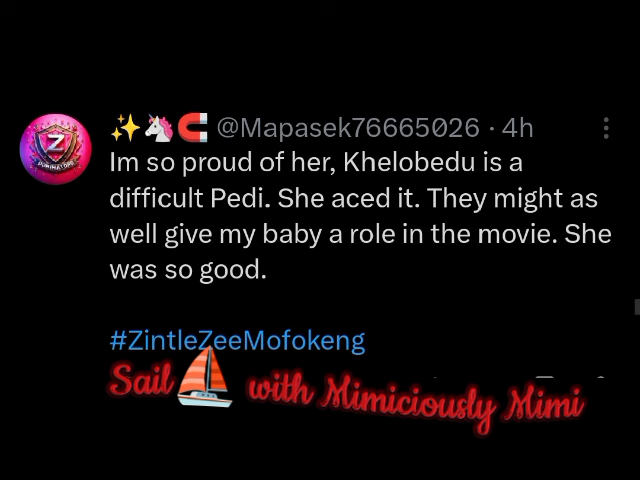 ✨🦄🧲 @Mapasek76665026 · 4h
Im so proud of her, Khelobedu is a
difficult Pedi. She aced it. They might as
well give my baby a role in the movie. She
was so good.
#ZintleZeeMofokeng
Sail ⛵ with Mimiciously Mimi